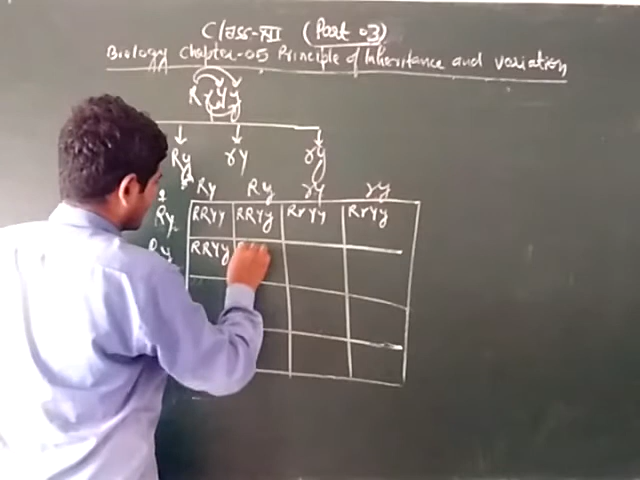 Class-XII (Part 03)
Biology Chapter-05 Principle of Inheritance and variation
RrYy
Ry rY ry
RY Ry rY ry
RY RRYY RRYy RrYY RrYy
Ry RRYy